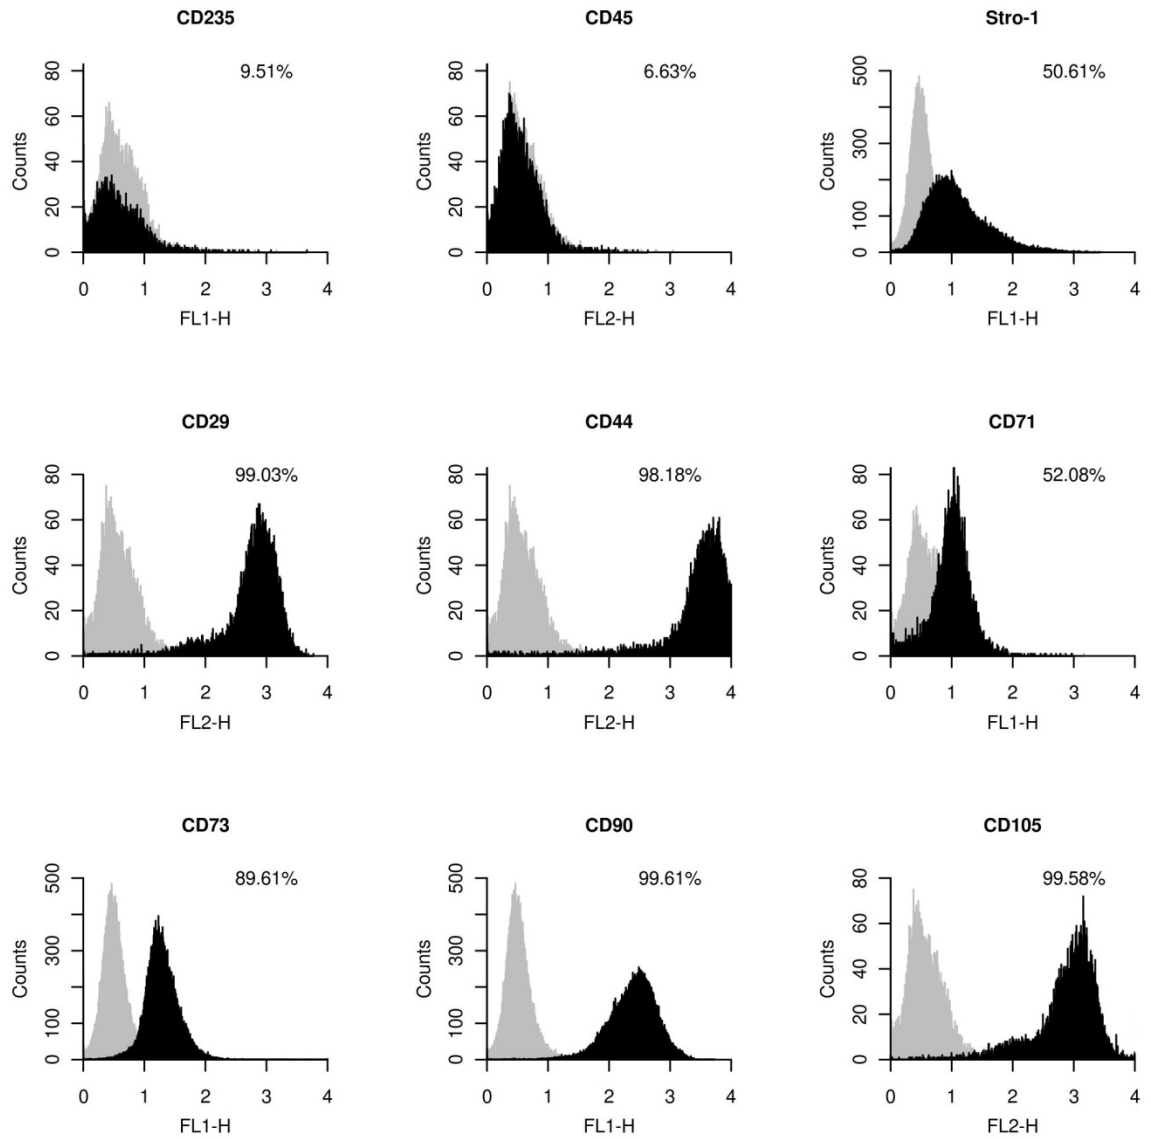 CD235
9.51%
Counts
0 20 40 60 80
0 1 2 3 4
FL1-H
CD45
6.63%
Counts
0 20 40 60 80
0 1 2 3 4
FL2-H
Stro-1
50.61%
Counts
0 100 300 500
0 1 2 3 4
FL1-H
CD29
99.03%
Counts
0 20 40 60 80
0 1 2 3 4
FL2-H
CD44
98.18%
Counts
0 20 40 60 80
0 1 2 3 4
FL2-H
CD71
52.08%
Counts
0 20 40 60 80
0 1 2 3 4
FL1-H
CD73
89.61%
Counts
0 100 300 500
0 1 2 3 4
FL1-H
CD90
99.61%
Counts
0 100 300 500
0 1 2 3 4
FL1-H
CD105
99.58%
Counts
0 20 40 60 80
0 1 2 3 4
FL2-H